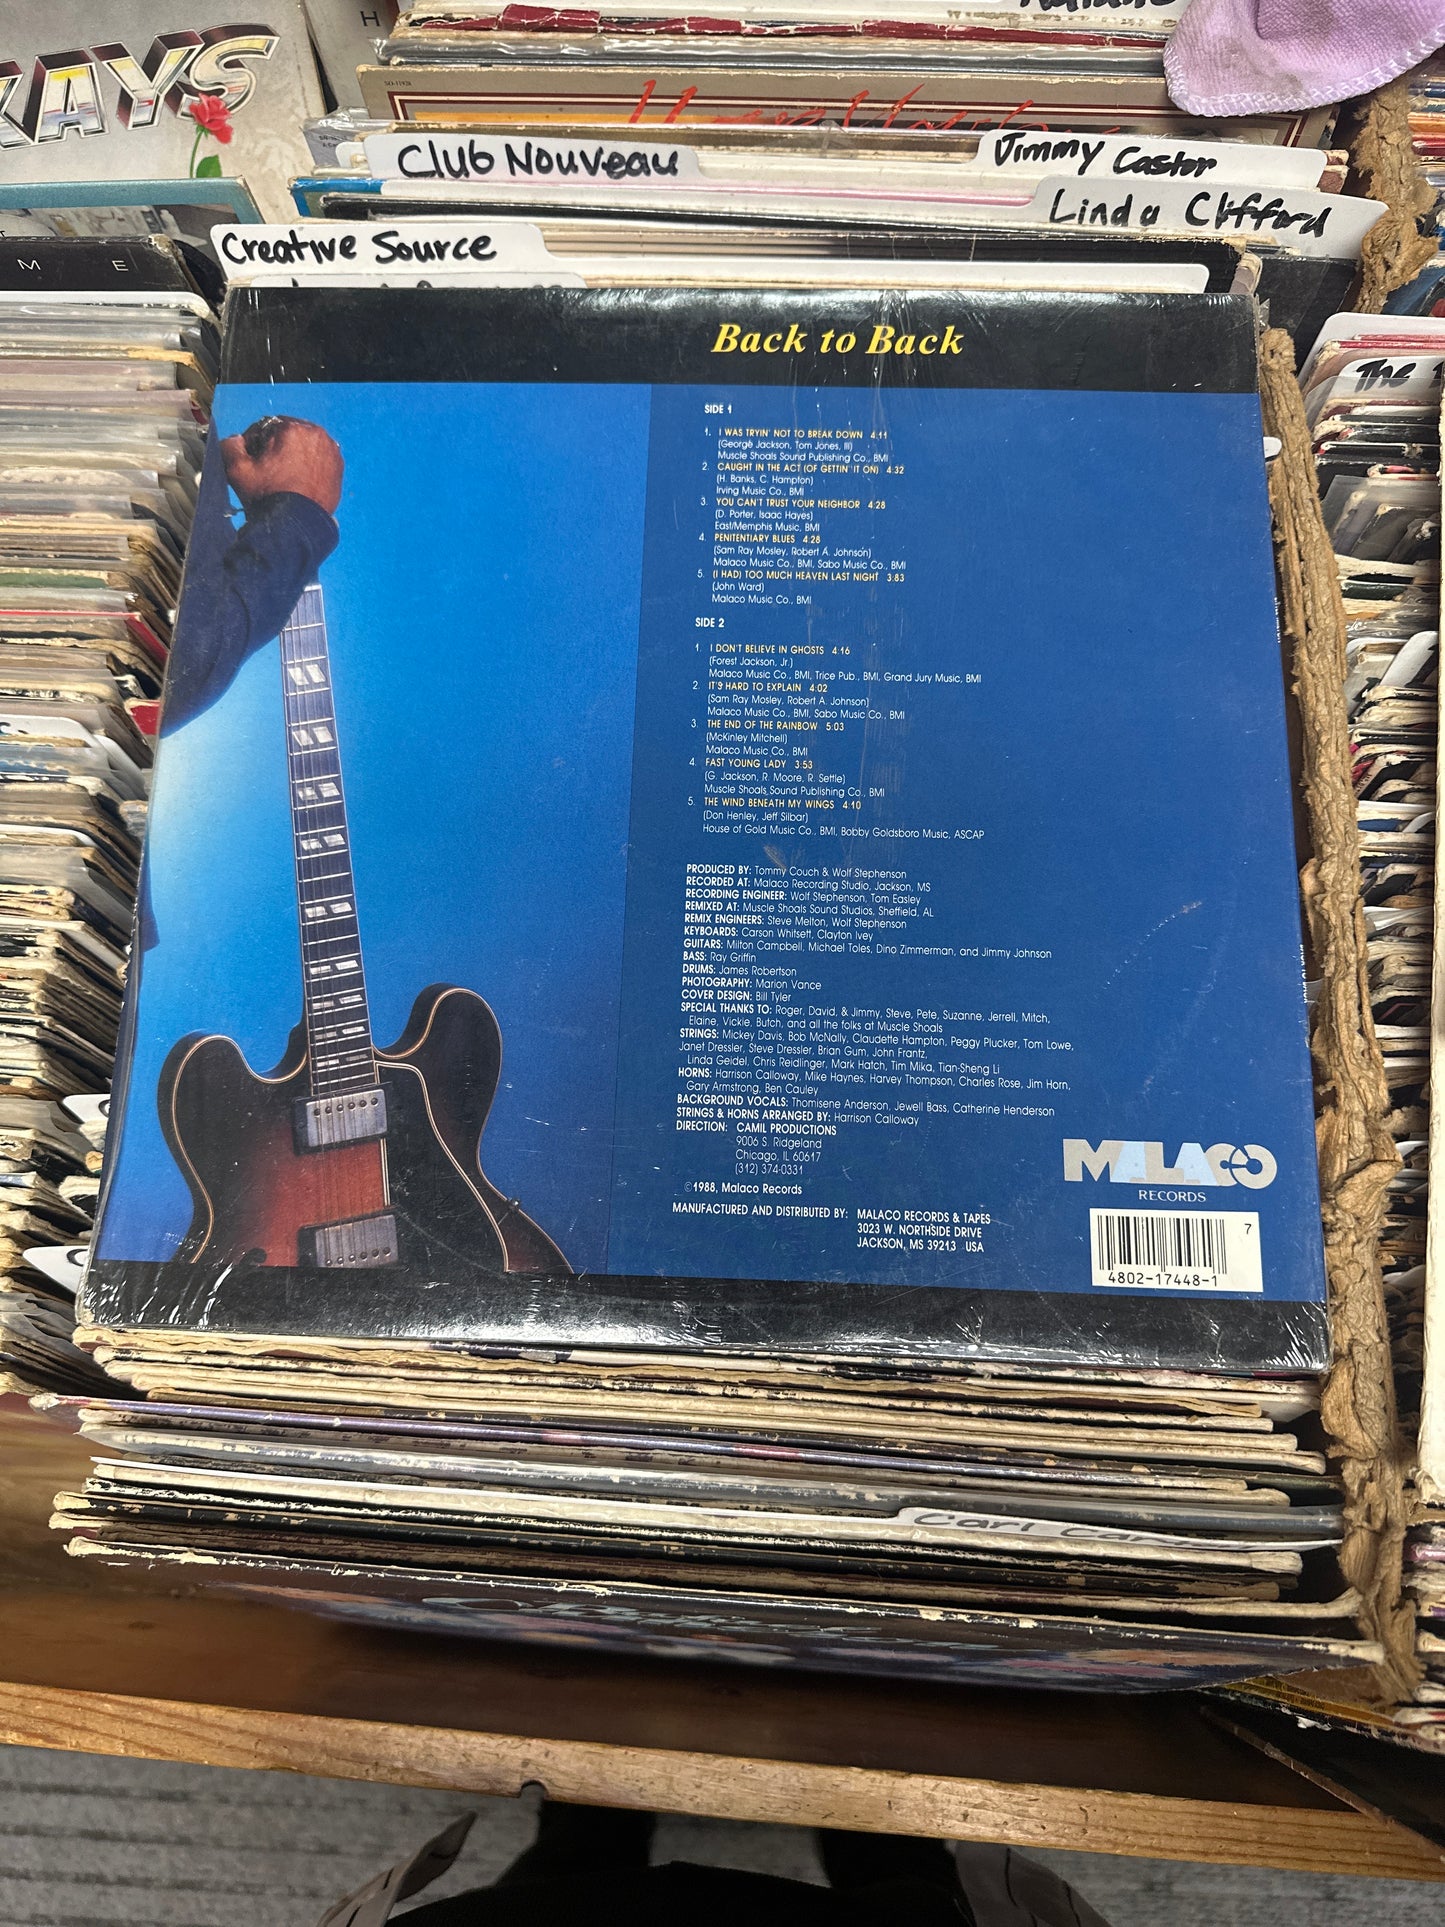 KAYS
Club Nouveau
Jimmy Castor
Linda Clifford
Creative Source
M E
The
Back to Back
SIDE 1
1. I WAS TRYIN' NOT TO BREAK DOWN 4:11
(George Jackson, Tom Jones, III)
Muscle Shoals Sound Publishing Co., BMI
2. CAUGHT IN THE ACT (OF GETTIN' IT ON) 4:32
(H. Banks, C. Hampton)
Irving Music Co., BMI
3. YOU CAN'T TRUST YOUR NEIGHBOR 4:28
(D. Porter, Isaac Hayes)
East/Memphis Music, BMI
4. PENITENTIARY BLUES 4:28
(Sam Ray Mosley, Robert A. Johnson)
Malaco Music Co., BMI, Sabo Music Co., BMI
5. (I HAD) TOO MUCH HEAVEN LAST NIGHT 3:83
(John Ward)
Malaco Music Co., BMI
SIDE 2
1. I DON'T BELIEVE IN GHOSTS 4:16
(Forest Jackson, Jr.)
Malaco Music Co., BMI, Trice Pub., BMI, Grand Jury Music, BMI
2. IT'S HARD TO EXPLAIN 4:02
(Sam Ray Mosley, Robert A. Johnson)
Malaco Music Co., BMI, Sabo Music Co., BMI
3. THE END OF THE RAINBOW 5:03
(McKinley Mitchell)
Malaco Music Co., BMI
4. FAST YOUNG LADY 3:53
(G. Jackson, R. Moore, R. Settle)
Muscle Shoals Sound Publishing Co., BMI
5. THE WIND BENEATH MY WINGS 4:10
(Don Henley, Jeff Silbar)
House of Gold Music Co., BMI, Bobby Goldsboro Music, ASCAP
PRODUCED BY: Tommy Couch & Wolf Stephenson
RECORDED AT: Malaco Recording Studio, Jackson, MS
RECORDING ENGINEER: Wolf Stephenson, Tom Easley
REMIXED AT: Muscle Shoals Sound Studios, Sheffield, AL
REMIX ENGINEERS: Steve Melton, Wolf Stephenson
KEYBOARDS: Carson Whitsett, Clayton Ivey
GUITARS: Milton Campbell, Michael Toles, Dino Zimmerman, and Jimmy Johnson
BASS: Ray Griffin
DRUMS: James Robertson
PHOTOGRAPHY: Marion Vance
COVER DESIGN: Bill Tyler
SPECIAL THANKS TO: Roger, David, & Jimmy, Steve, Pete, Suzanne, Jerrell, Mitch,
Elaine, Vickie, Butch, and all the folks at Muscle Shoals
STRINGS: Mickey Davis, Bob McNally, Claudette Hampton, Peggy Plucker, Tom Lowe,
Janet Dressler, Steve Dressler, Brian Gum, John Frantz,
Linda Geidel, Chris Reidlinger, Mark Hatch, Tim Mika, Tian-Sheng Li
HORNS: Harrison Calloway, Mike Haynes, Harvey Thompson, Charles Rose, Jim Horn,
Gary Armstrong, Ben Cauley
BACKGROUND VOCALS: Thomisene Anderson, Jewell Bass, Catherine Henderson
STRINGS & HORNS ARRANGED BY: Harrison Calloway
DIRECTION: CAMIL PRODUCTIONS
9006 S. Ridgeland
Chicago, IL 60617
(312) 374-0331
©1988, Malaco Records
MANUFACTURED AND DISTRIBUTED BY: MALACO RECORDS & TAPES
3023 W. NORTHSIDE DRIVE
JACKSON, MS 39213 USA
MALACO
RECORDS
7
4802-17448-1
Carl